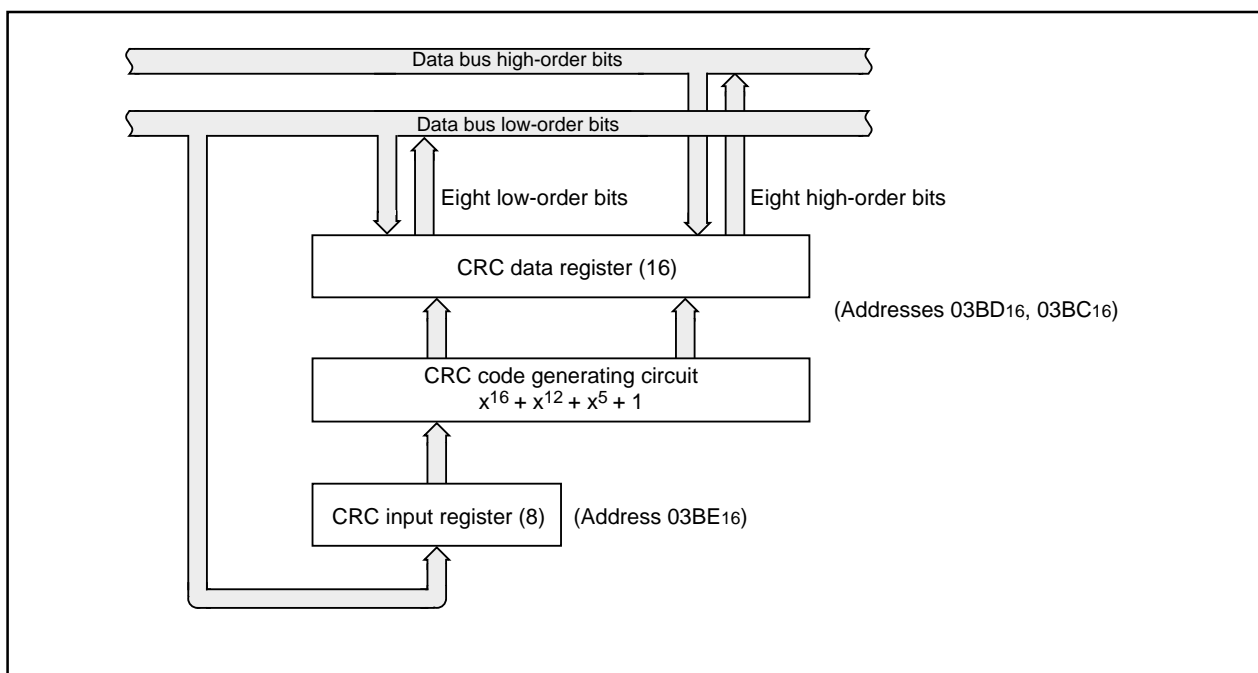 Data bus high-order bits
Data bus low-order bits
Eight low-order bits
Eight high-order bits
CRC data register (16)
(Addresses 03BD16, 03BC16)
CRC code generating circuit
x16 + x12 + x5 + 1
CRC input register (8)
(Address 03BE16)